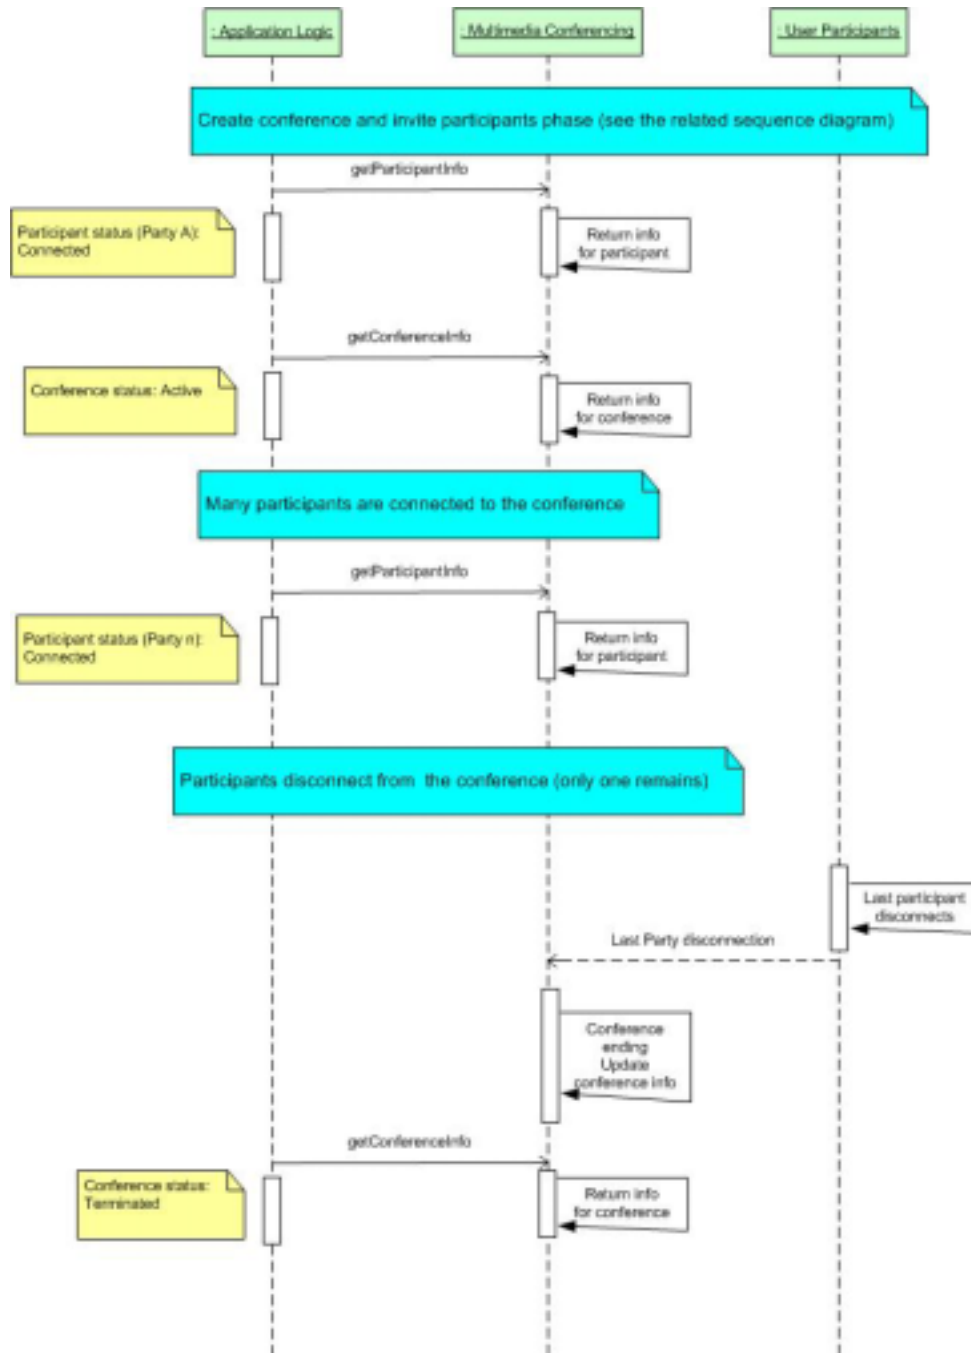 : Application Logic
: Multimedia Conferencing
: User Participants
Create conference and invite participants phase (see the related sequence diagram)
getParticipantInfo
Participant status (Party A):
Connected
Return info
for participant
getConferenceInfo
Conference status: Active
Return info
for conference
Many participants are connected to the conference
getParticipantInfo
Participant status (Party n):
Connected
Return info
for participant
Participants disconnect from the conference (only one remains)
Last participant
disconnects
Last Party disconnection
Conference
ending
Update
conference info
getConferenceInfo
Conference status:
Terminated
Return info
for conference